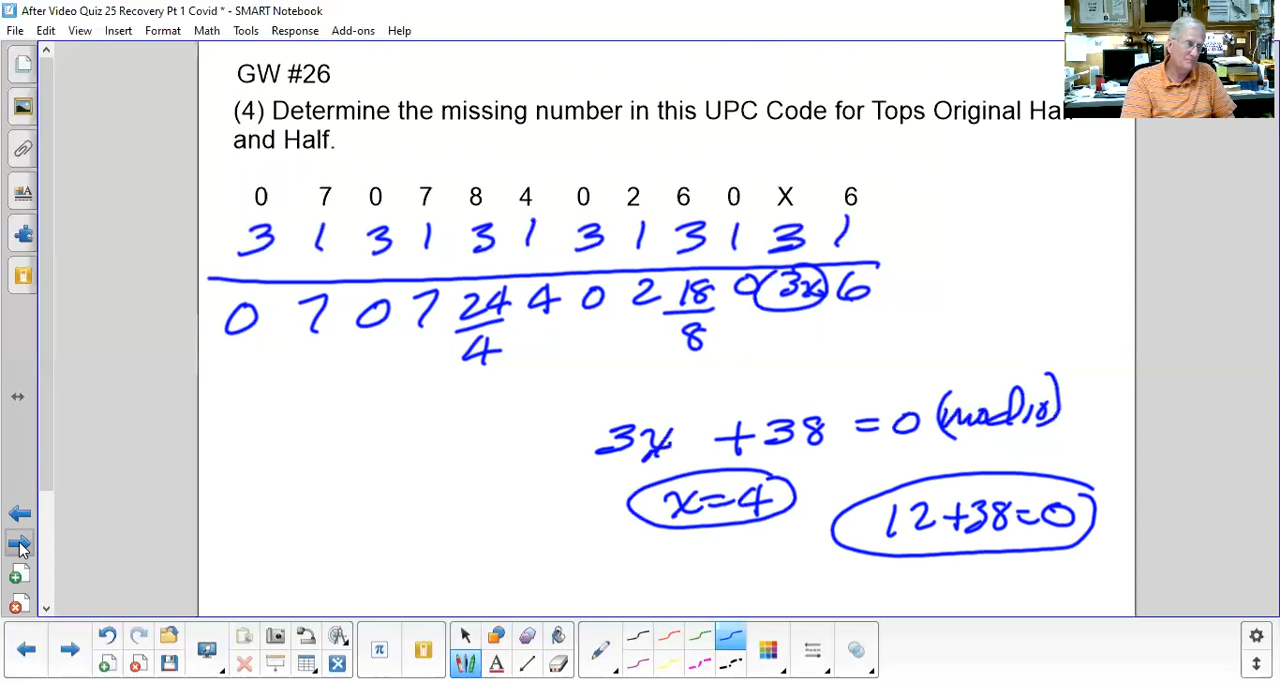 After Video Quiz 25 Recovery Pt 1 Covid * - SMART Notebook
File Edit View Insert Format Math Tools Response Add-ons Help
GW #26
(4) Determine the missing number in this UPC Code for Tops Original Hal
and Half.
0 7 0 7 8 4 0 2 6 0 X 6
3 1 3 1 3 1 3 1 3 1 3 1
0 7 0 7 24 4 0 2 18 0 3x 6
4 8
3x + 38 = 0 (mod 10)
x=4 12+38=0